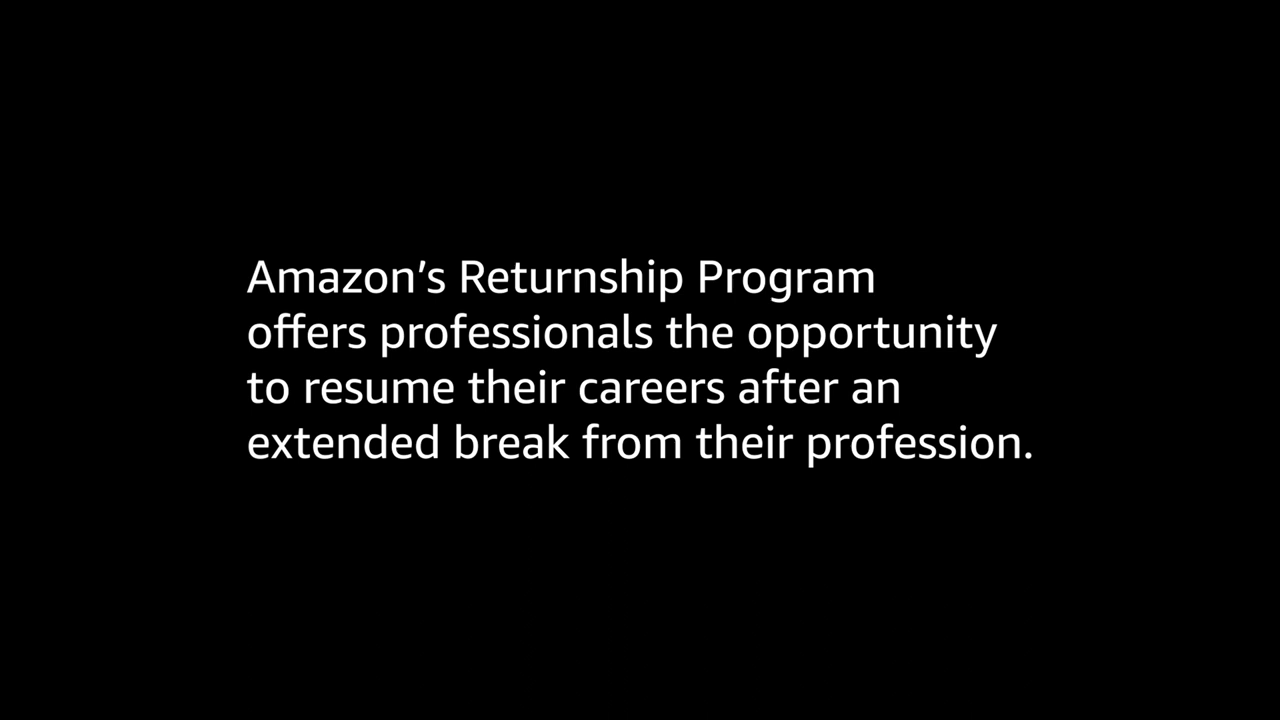 Amazon’s Returnship Program
offers professionals the opportunity
to resume their careers after an
extended break from their profession.